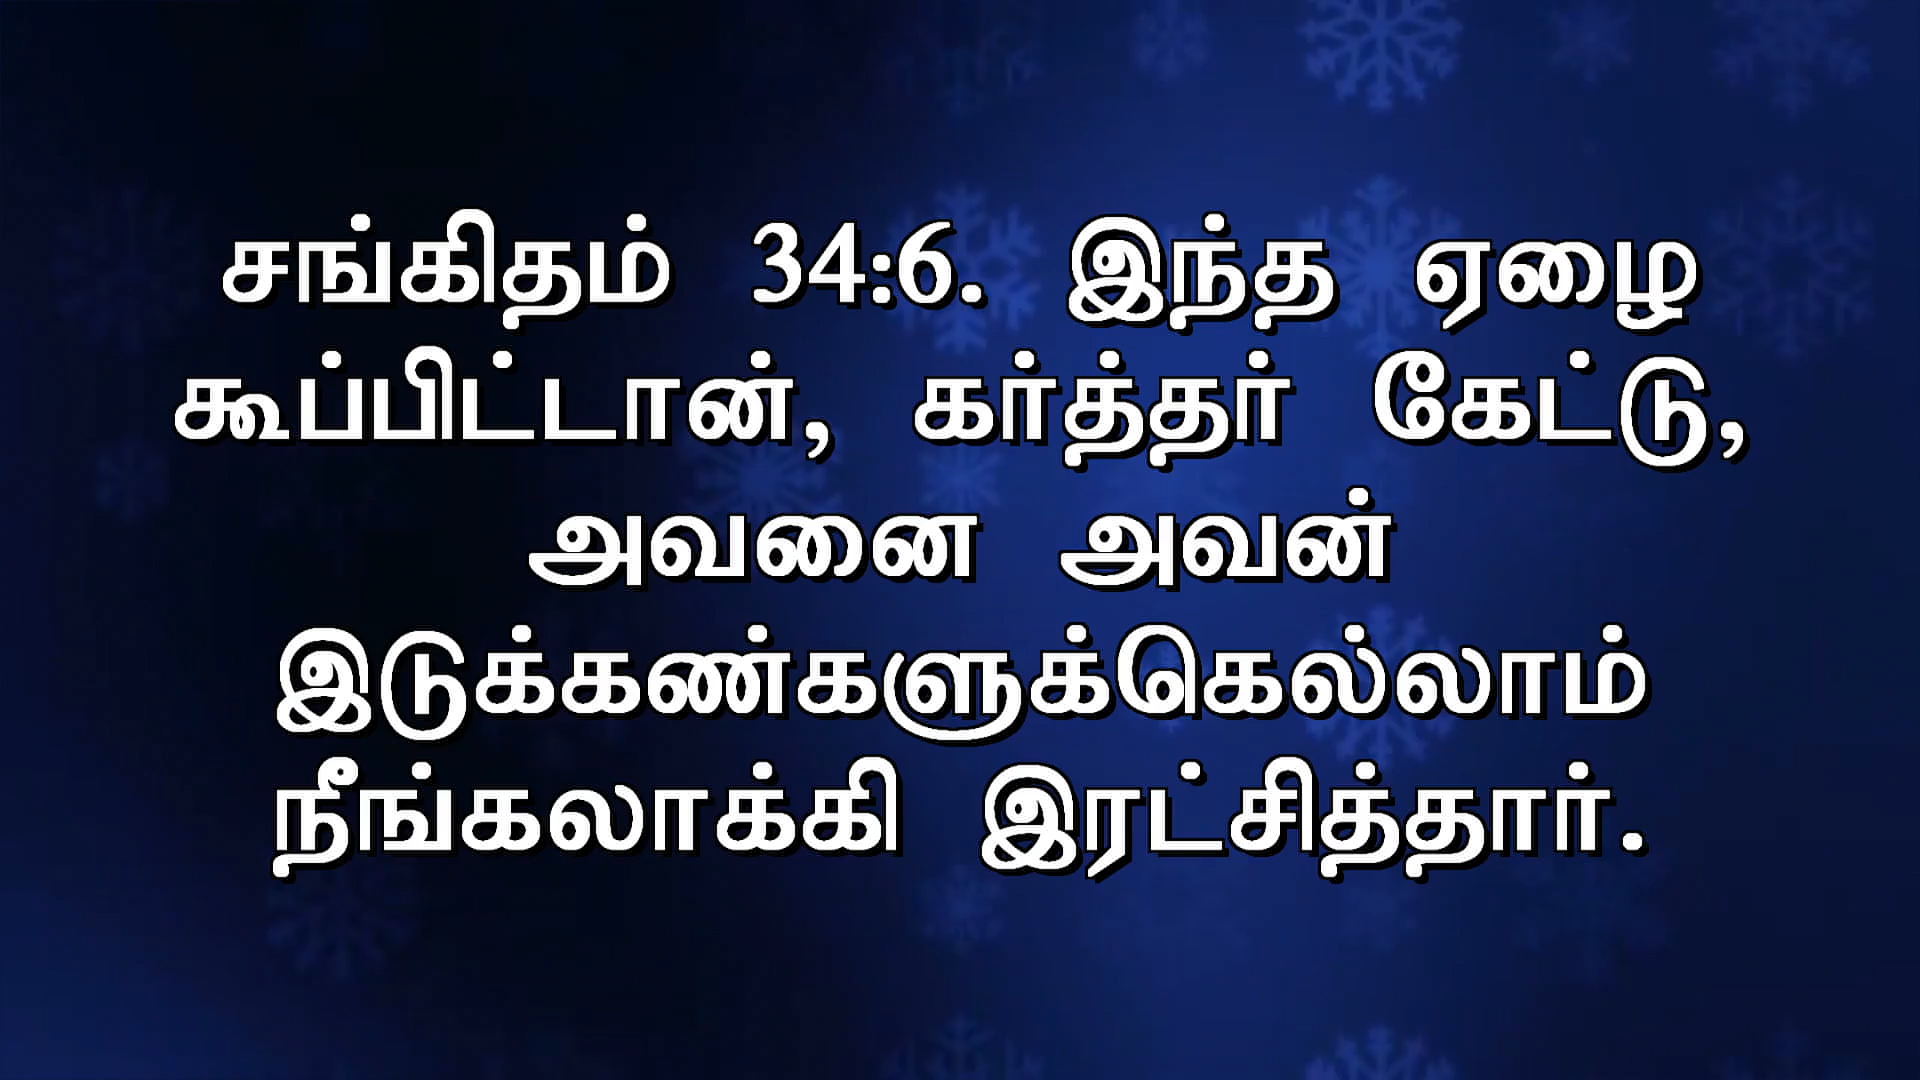 சங்கிதம் 34:6. இந்த ஏழை
கூப்பிட்டான், கர்த்தர் கேட்டு,
அவனை அவன்
இடுக்கண்களுக்கெல்லாம்
நீங்கலாக்கி இரட்சித்தார்.